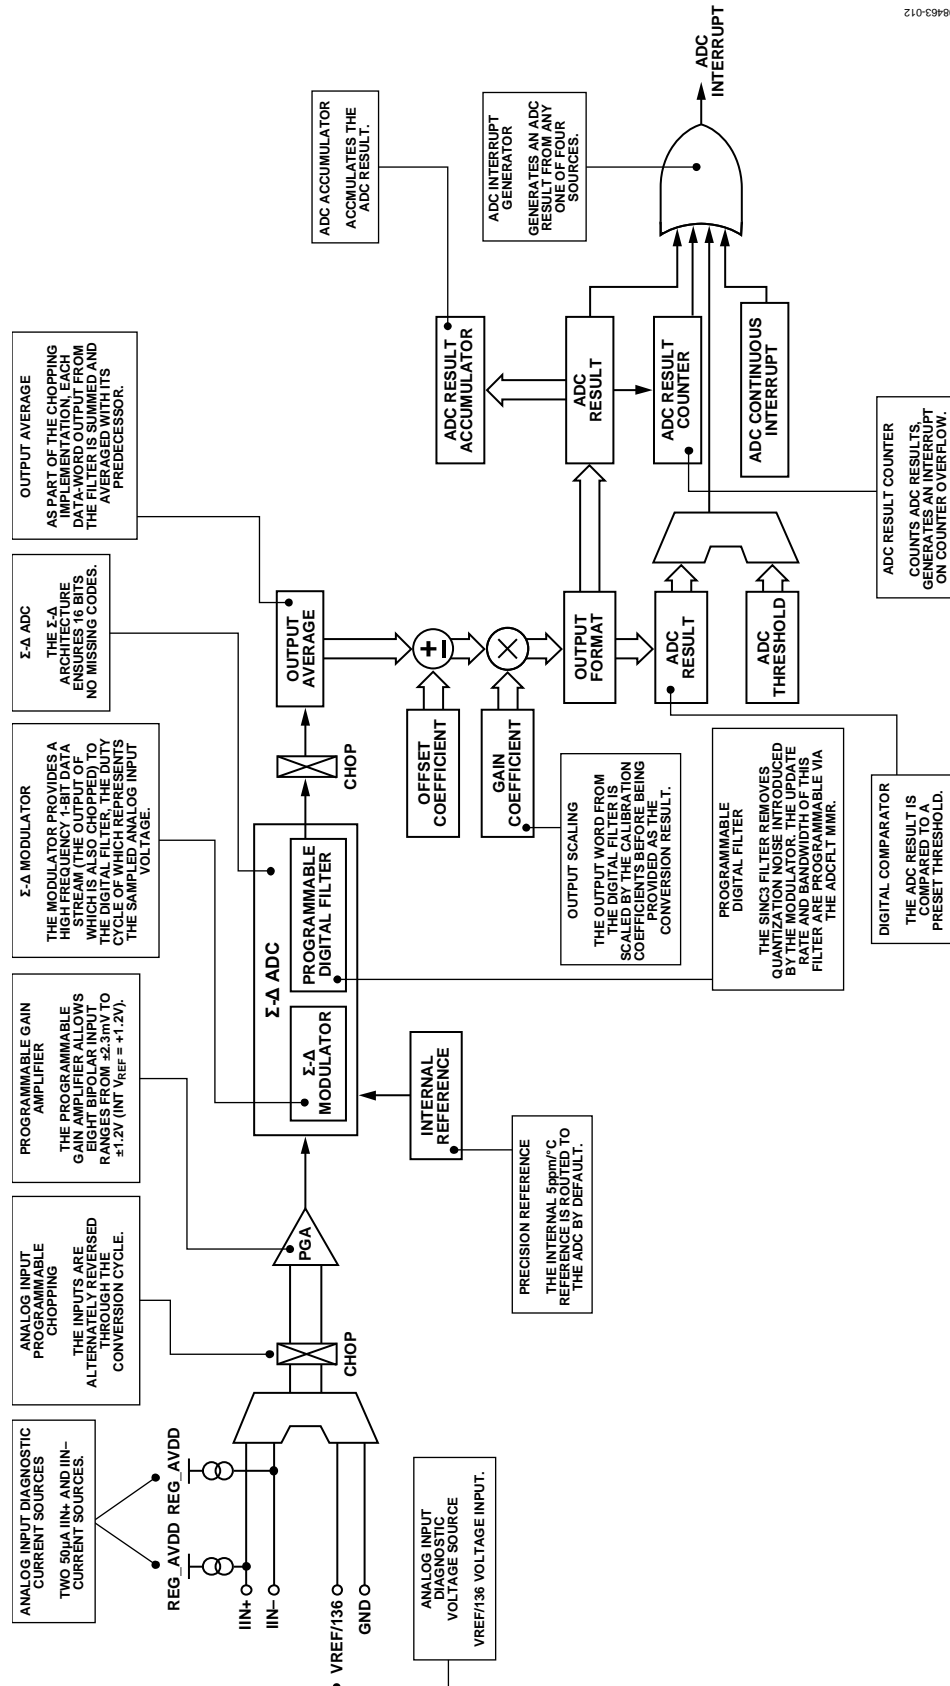 ANALOG INPUT DIAGNOSTIC
CURRENT SOURCES
TWO 50µA IIN+ AND IIN–
CURRENT SOURCES.
ANALOG INPUT
PROGRAMMABLE
CHOPPING
THE INPUTS ARE
ALTERNATELY REVERSED
THROUGH THE
CONVERSION CYCLE.
PROGRAMMABLE GAIN
AMPLIFIER
THE PROGRAMMABLE
GAIN AMPLIFIER ALLOWS
EIGHT BIPOLAR INPUT
RANGES FROM ±2.3mV TO
±1.2V (INT VREF = +1.2V).
Σ-Δ MODULATOR
THE MODULATOR PROVIDES A
HIGH FREQUENCY 1-BIT DATA
STREAM (THE OUTPUT OF
WHICH IS ALSO CHOPPED) TO
THE DIGITAL FILTER, THE DUTY
CYCLE OF WHICH REPRESENTS
THE SAMPLED ANALOG INPUT
VOLTAGE.
Σ-Δ ADC
THE Σ-Δ
ARCHITECTURE
ENSURES 16 BITS
NO MISSING CODES.
OUTPUT AVERAGE
AS PART OF THE CHOPPING
IMPLEMENTATION, EACH
DATA-WORD OUTPUT FROM
THE FILTER IS SUMMED AND
AVERAGED WITH ITS
PREDECESSOR.
ADC ACCUMULATOR
ACCMULATES THE
ADC RESULT.
ADC INTERRUPT
GENERATOR
GENERATES AN ADC
RESULT FROM ANY
ONE OF FOUR
SOURCES.
REG_AVDD
REG_AVDD
IIN+
IIN–
VREF/136
GND
CHOP
PGA
Σ-Δ ADC
Σ-Δ
MODULATOR
PROGRAMMABLE
DIGITAL FILTER
CHOP
OUTPUT
AVERAGE
INTERNAL
REFERENCE
OFFSET
COEFFICIENT
GAIN
COEFFICIENT
OUTPUT
FORMAT
ADC RESULT
ACCUMULATOR
ADC
RESULT
ADC RESULT
COUNTER
ADC CONTINUOUS
INTERRUPT
ADC
RESULT
ADC
THRESHOLD
ADC
INTERRUPT
ANALOG INPUT
DIAGNOSTIC
VOLTAGE SOURCE
VREF/136 VOLTAGE INPUT.
PRECISION REFERENCE
THE INTERNAL 5ppm/°C
REFERENCE IS ROUTED TO
THE ADC BY DEFAULT.
OUTPUT SCALING
THE OUTPUT WORD FROM
THE DIGITAL FILTER IS
SCALED BY THE CALIBRATION
COEFFICIENTS BEFORE BEING
PROVIDED AS THE
CONVERSION RESULT.
PROGRAMMABLE
DIGITAL FILTER
THE SINC3 FILTER REMOVES
QUANTIZATION NOISE INTRODUCED
BY THE MODULATOR. THE UPDATE
RATE AND BANDWIDTH OF THIS
FILTER ARE PROGRAMMABLE VIA
THE ADCFLT MMR.
DIGITAL COMPARATOR
THE ADC RESULT IS
COMPARED TO A
PRESET THRESHOLD.
ADC RESULT COUNTER
COUNTS ADC RESULTS,
GENERATES AN INTERRUPT
ON COUNTER OVERFLOW.